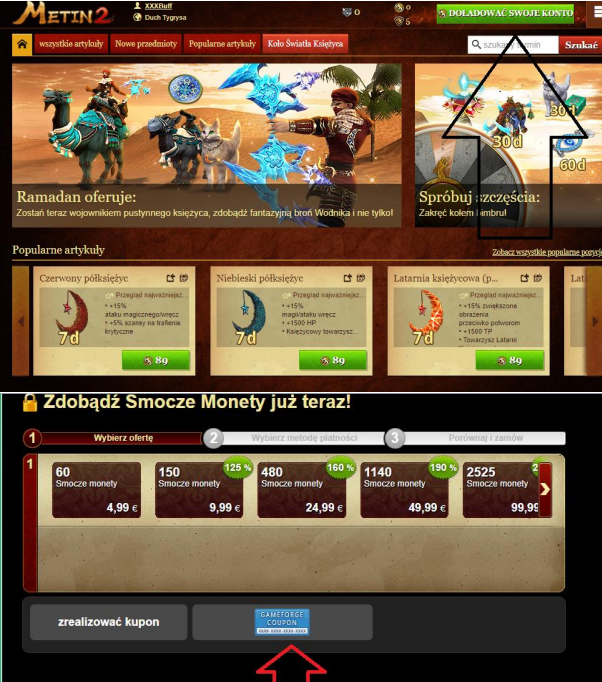 METIN2
XXXBuff
Duch Tygrysa
0
0
5
DOŁADOWAĆ SWOJE KONTO
wszystkie artykuły
Nowe przedmioty
Popularne artykuły
Koło Światła Księżyca
szukany termin
Szukać
30d
30d
60d
Ramadan oferuje:
Zostań teraz wojownikiem pustynnego księżyca, zdobądź fantazyjną broń Wodnika i nie tylko!
Spróbuj szczęścia:
Zakręć kołem i
Popularne artykuły
Zobacz wszystkie popularne pozycje
Czerwony półksiężyc
Przegląd najważniejsz...
• +15%
ataku magicznego/wręcz
• +5% szansy na trafienie
krytyczne
7d
89
Niebieski półksiężyc
Przegląd najważniejsz...
• +15%
magii/ataku wręcz
• +1500 HP
• Księżycowy towarzysz...
7d
89
Latarnia księżycowa (p...
Przegląd najważniejsz...
• +15% zwiększone
obrażenia
przeciwko potworom
• +1500 TP
• Towarzysz Latarni
7d
89
Lat
Zdobądź Smocze Monety już teraz!
1
Wybierz ofertę
2
Wybierz metodę płatności
3
Porównaj i zamów
1
60
Smocze monety
4,99 €
150
125 %
Smocze monety
9,99 €
480
160 %
Smocze monety
24,99 €
1140
190 %
Smocze monety
49,99 €
2525
2
Smocze monety
99,99
zrealizować kupon
GAMEFORGE
COUPON
XXXX-XXXX-XXXX-XXXX